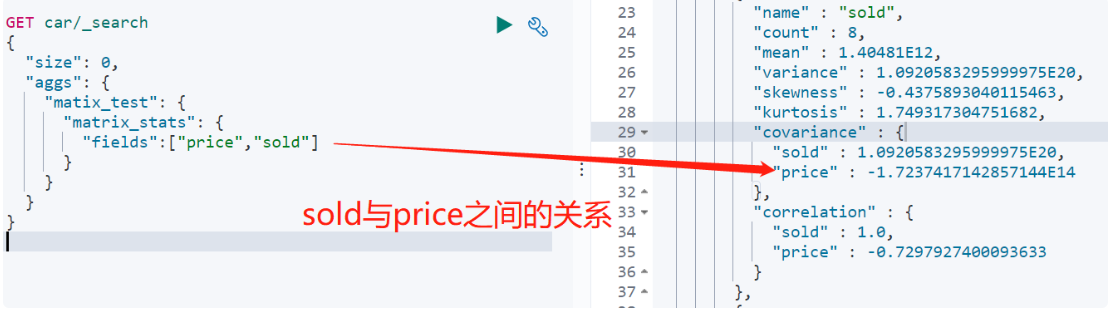 GET car/_search
{
"size": 0,
"aggs": {
"matix_test": {
"matrix_stats": {
"fields":["price","sold"]
}
}
}
}
sold与price之间的关系
23 "name" : "sold",
24 "count" : 8,
25 "mean" : 1.40481E12,
26 "variance" : 1.0920583295999975E20,
27 "skewness" : -0.4375893040115463,
28 "kurtosis" : 1.749317304751682,
29 "covariance" : {
30 "sold" : 1.0920583295999975E20,
31 "price" : -1.7237417142857144E14
32 },
33 "correlation" : {
34 "sold" : 1.0,
35 "price" : -0.7297927400093633
36 }
37 },